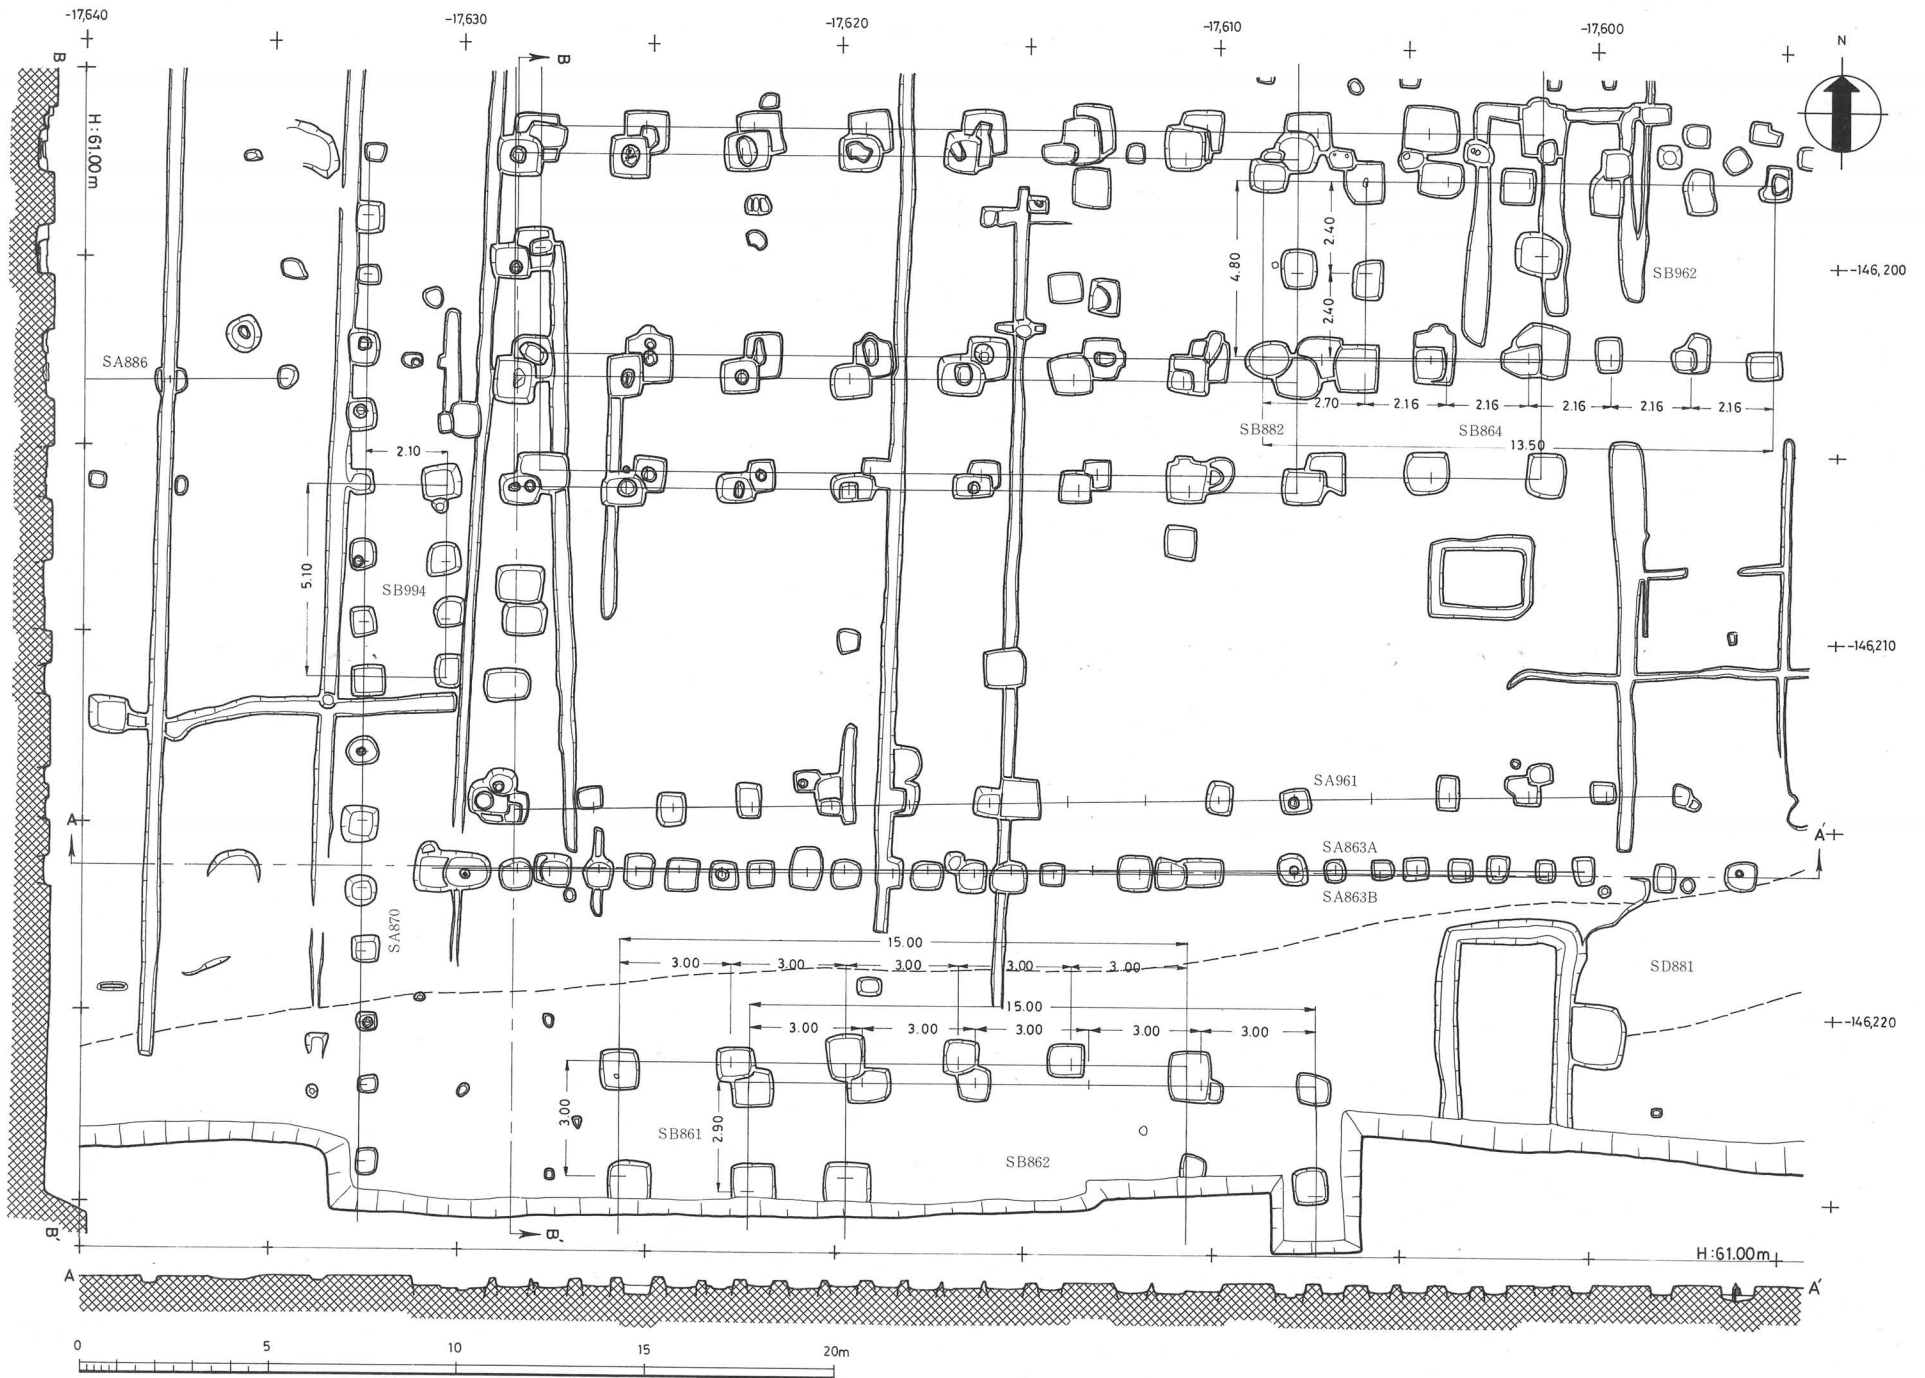 -17,640
-17,630
-17,620
-17,610
-17,600
N
B
B
H:61.00m
4.80
2.40
2.40
SB962
-146,200
SA886
2.70
2.16
2.16
2.16
2.16
2.16
SB882
SB864
13.50
2.10
5.10
SB994
-146,210
SA961
A
A'
SA863A
SA863B
SA870
15.00
3.00
3.00
3.00
3.00
3.00
SD881
15.00
3.00
3.00
3.00
3.00
3.00
-146,220
3.00
2.90
SB861
SB862
B'
B'
H:61.00m
A
A'
0
5
10
15
20m